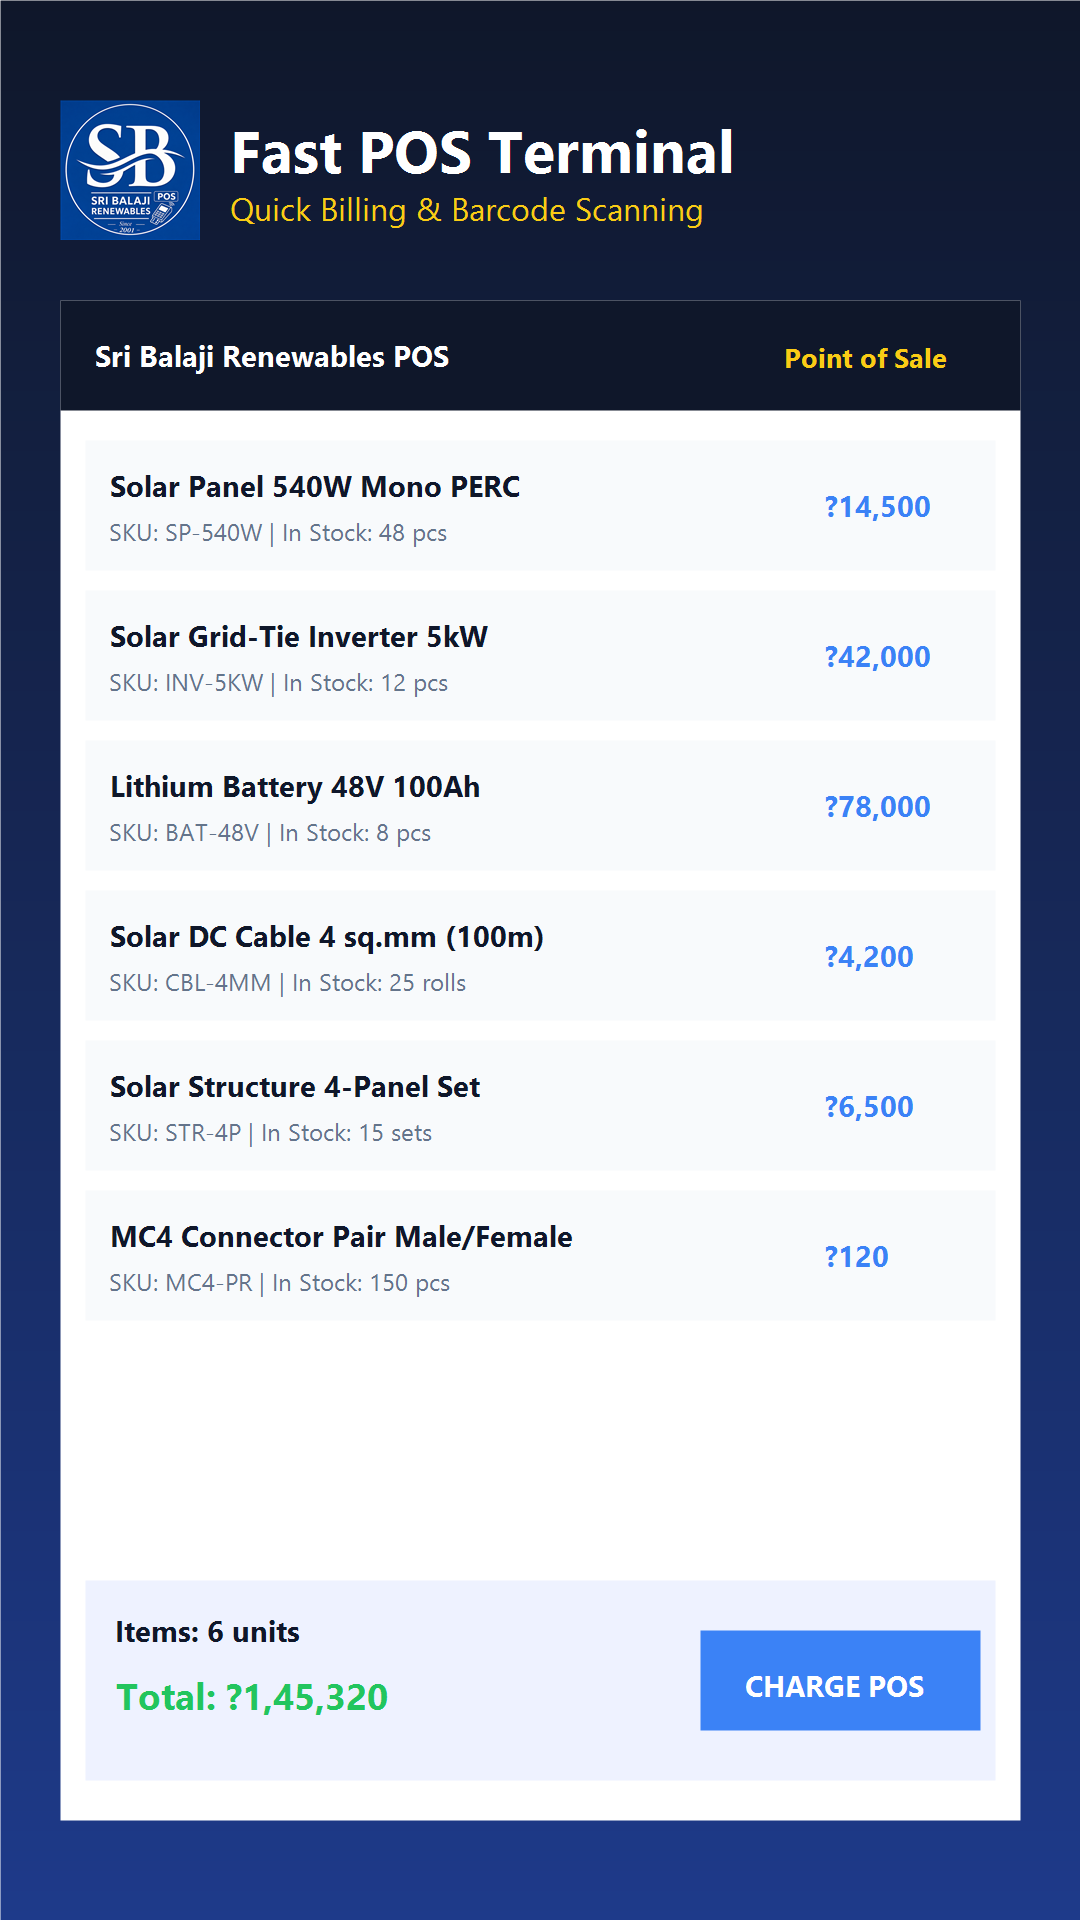 SB
SRI BALAJI POS
RENEWABLES
Since
- 2001 -
Fast POS Terminal
Quick Billing & Barcode Scanning
Sri Balaji Renewables POS
Point of Sale
Solar Panel 540W Mono PERC
?14,500
SKU: SP-540W | In Stock: 48 pcs
Solar Grid-Tie Inverter 5kW
?42,000
SKU: INV-5KW | In Stock: 12 pcs
Lithium Battery 48V 100Ah
?78,000
SKU: BAT-48V | In Stock: 8 pcs
Solar DC Cable 4 sq.mm (100m)
?4,200
SKU: CBL-4MM | In Stock: 25 rolls
Solar Structure 4-Panel Set
?6,500
SKU: STR-4P | In Stock: 15 sets
MC4 Connector Pair Male/Female
?120
SKU: MC4-PR | In Stock: 150 pcs
Items: 6 units
Total: ?1,45,320
CHARGE POS